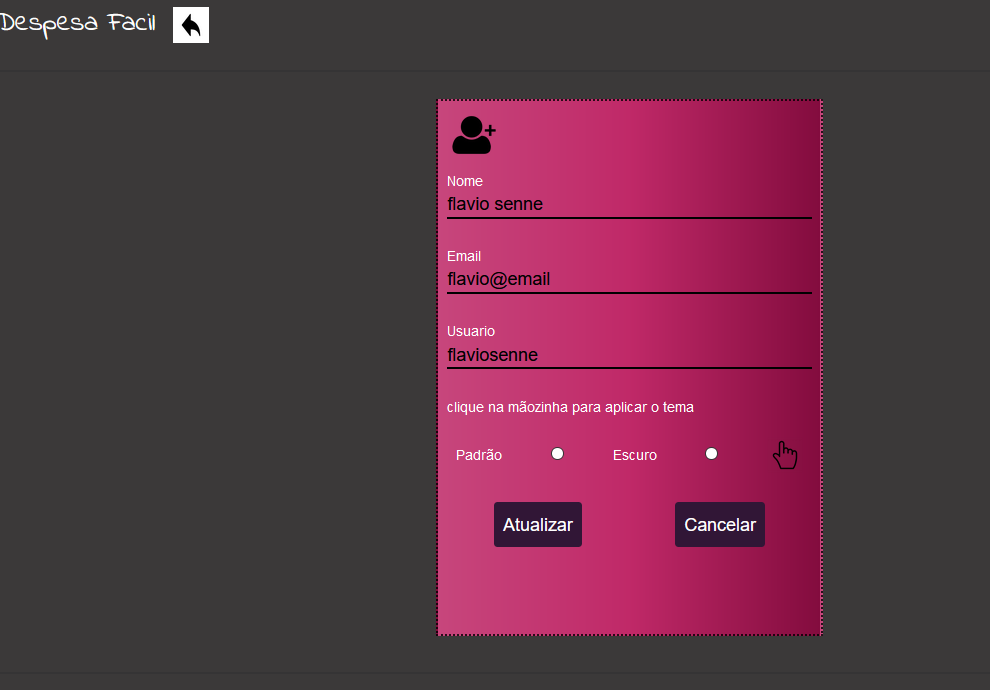 Despesa Facil
Nome
flavio senne
Email
flavio@email
Usuario
flaviosenne
clique na mãozinha para aplicar o tema
Padrão Escuro
Atualizar Cancelar